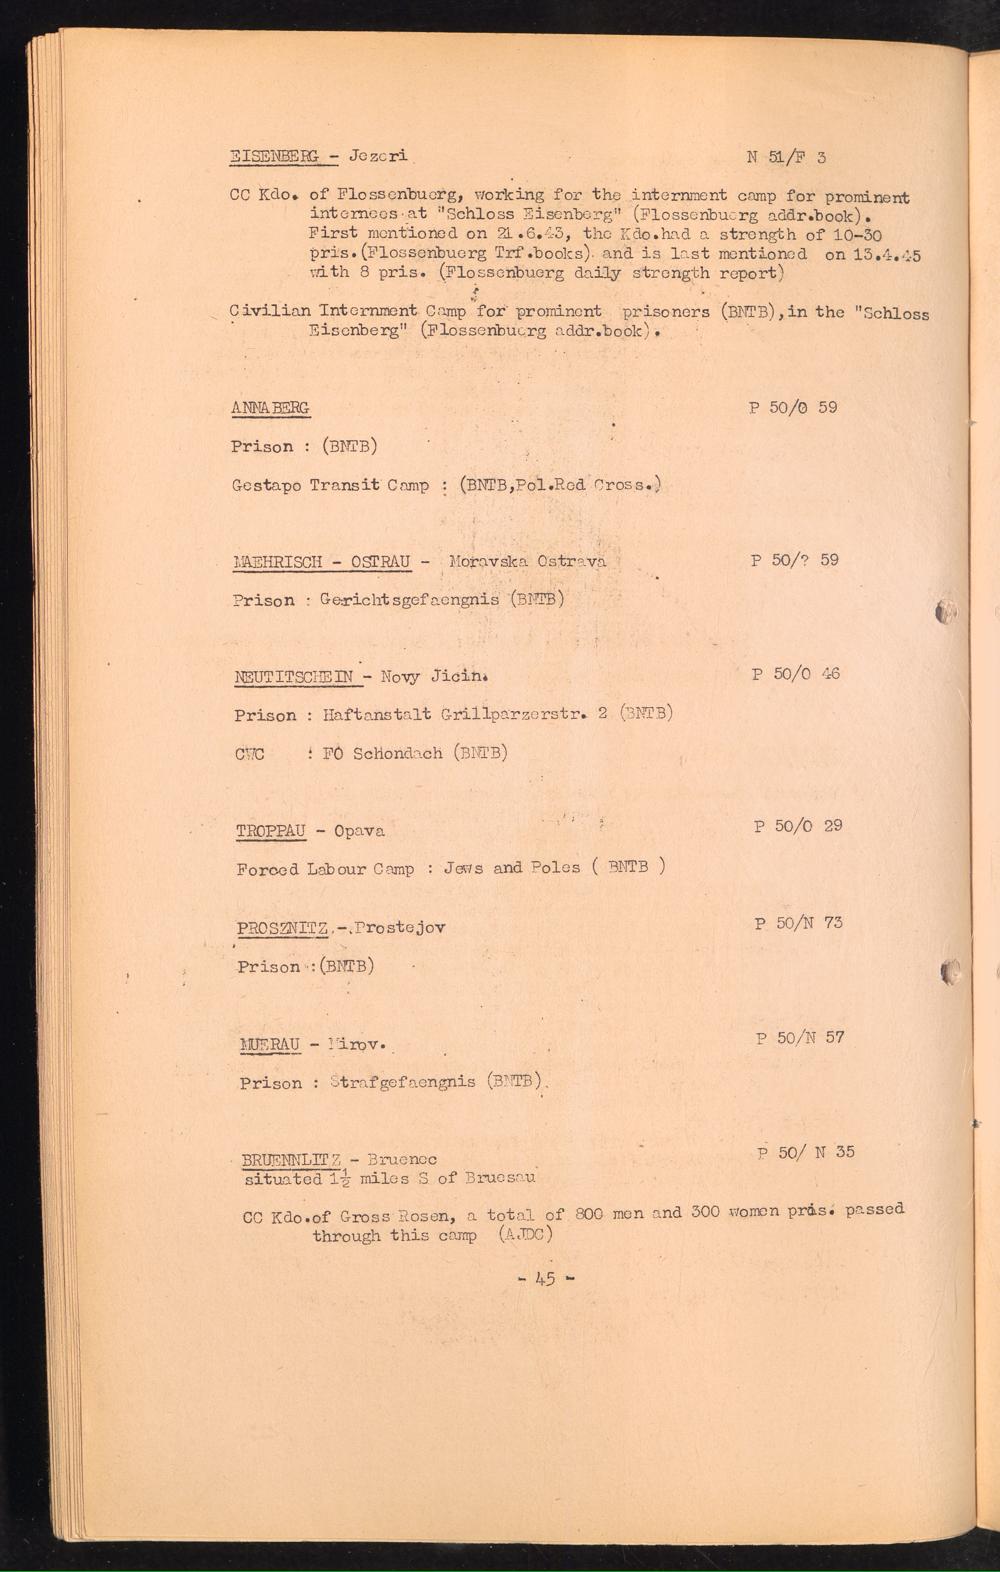 EISENBERG - Jezeri N 51/F 3
CC Kdo. of Flossenbuerg, working for the internment camp for prominent
internees at "Schloss Eisenberg" (Flossenbuerg addr.book).
First mentioned on 21.6.43, the Kdo.had a strength of 10-30
pris.(Flossenbuerg Trf.books) and is last mentioned on 13.4.45
with 8 pris. (Flossenbuerg daily strength report)
Civilian Internment Camp for prominent prisoners (BNTB),in the "Schloss
Eisenberg" (Flossenbuerg addr.book).
ANNABERG P 50/O 59
Prison : (BNTB)
Gestapo Transit Camp : (BNTB,Pol.Red Cross.)
MAEHRISCH - OSTRAU - Moravska Ostrava P 50/? 59
Prison : Gerichtsgefaengnis (BNTB)
NEUTITSCHEIN - Novy Jicin. P 50/O 46
Prison : Haftanstalt Grillparzerstr. 2 (BNTB)
CWC : FO Schondach (BNTB)
TROPPAU - Opava P 50/O 29
Forced Labour Camp : Jews and Poles ( BNTB )
PROSZNITZ.-.Prostejov P 50/N 73
Prison :(BNTB)
MUERAU - Mirov. P 50/N 57
Prison : Strafgefaengnis (BNTB).
BRUENNLITZ - Bruenec P 50/ N 35
situated 1½ miles S of Bruesau
CC Kdo.of Gross Rosen, a total of 800 men and 300 women pris. passed
through this camp (AJDC)
- 45 -